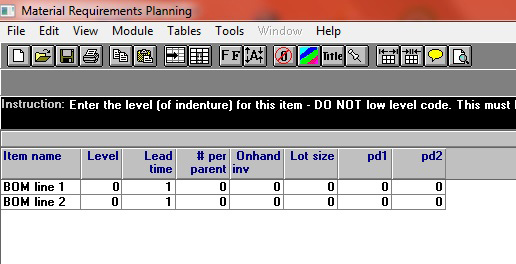 Material Requirements Planning
File Edit View Module Tables Tools Window Help
FF A Title
Instruction: Enter the level (of indenture) for this item - DO NOT low level code. This must
Item name Level Lead time # per parent Onhand inv Lot size pd1 pd2
BOM line 1 0 1 0 0 0 0 0
BOM line 2 0 1 0 0 0 0 0